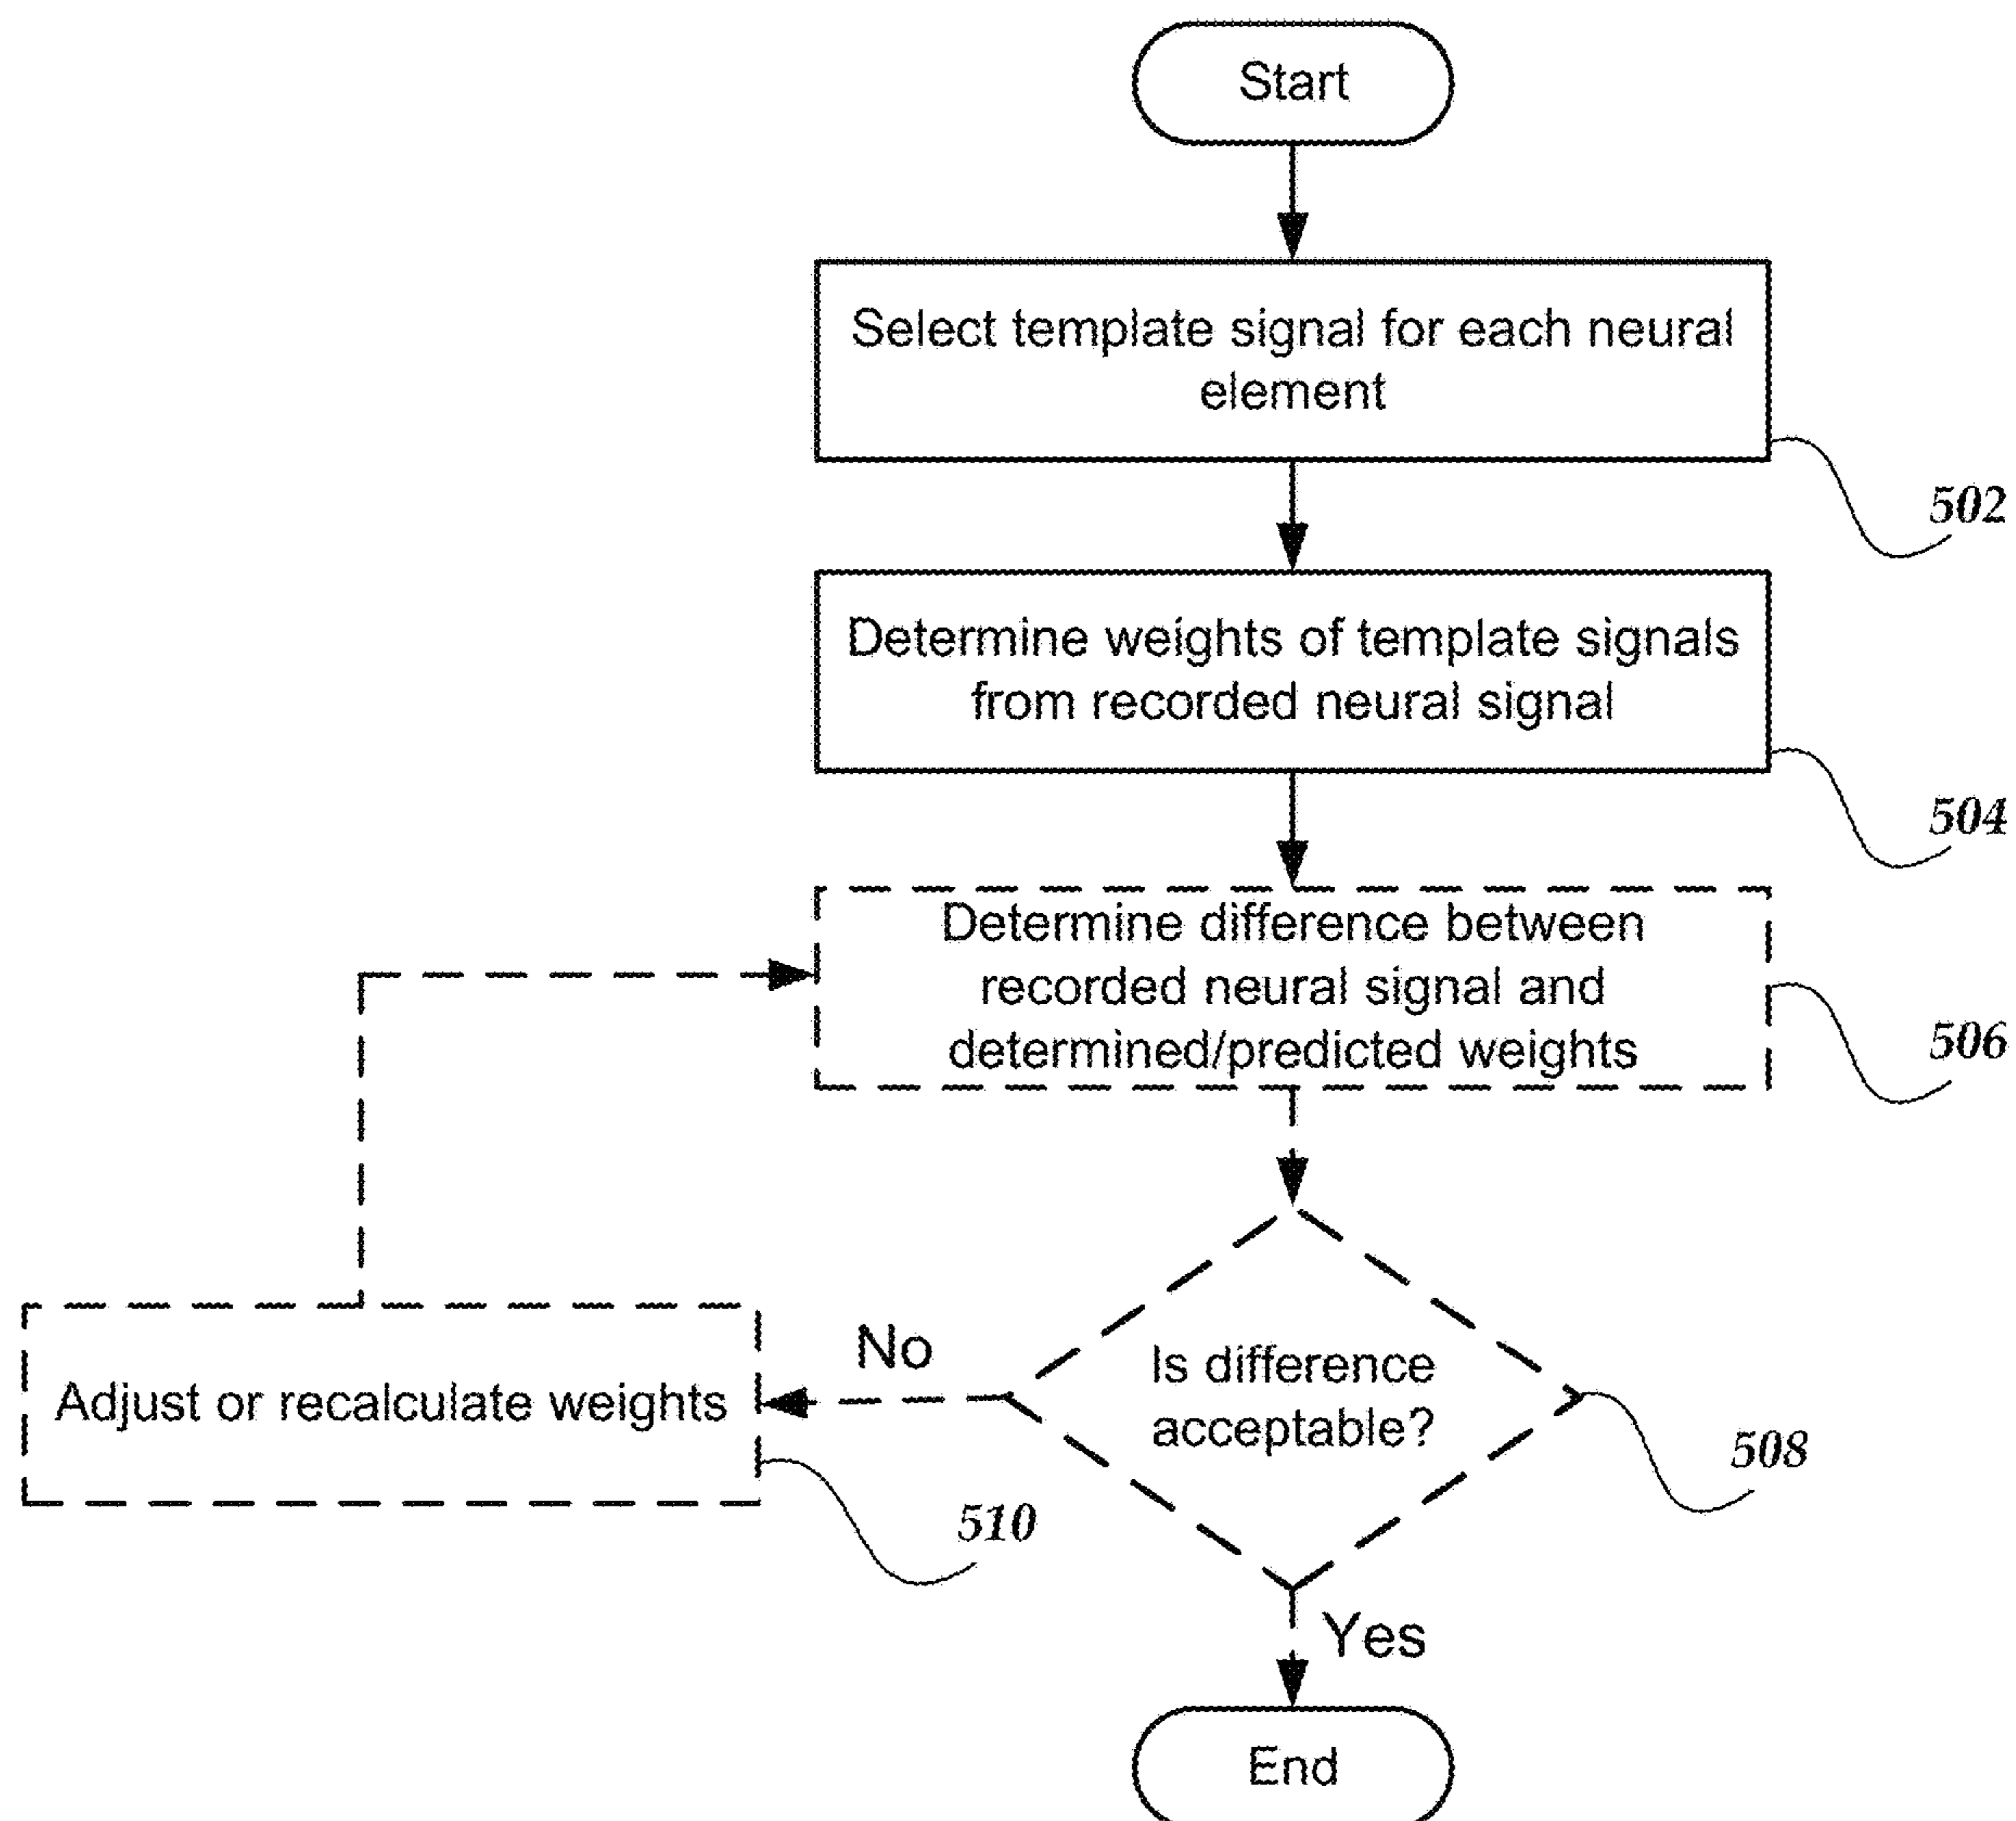 Start
Select template signal for each neural
element
502
Determine weights of template signals
from recorded neural signal
504
Determine difference between
recorded neural signal and
determined/predicted weights
506
Is difference
acceptable?
508
No
Adjust or recalculate weights
510
Yes
End